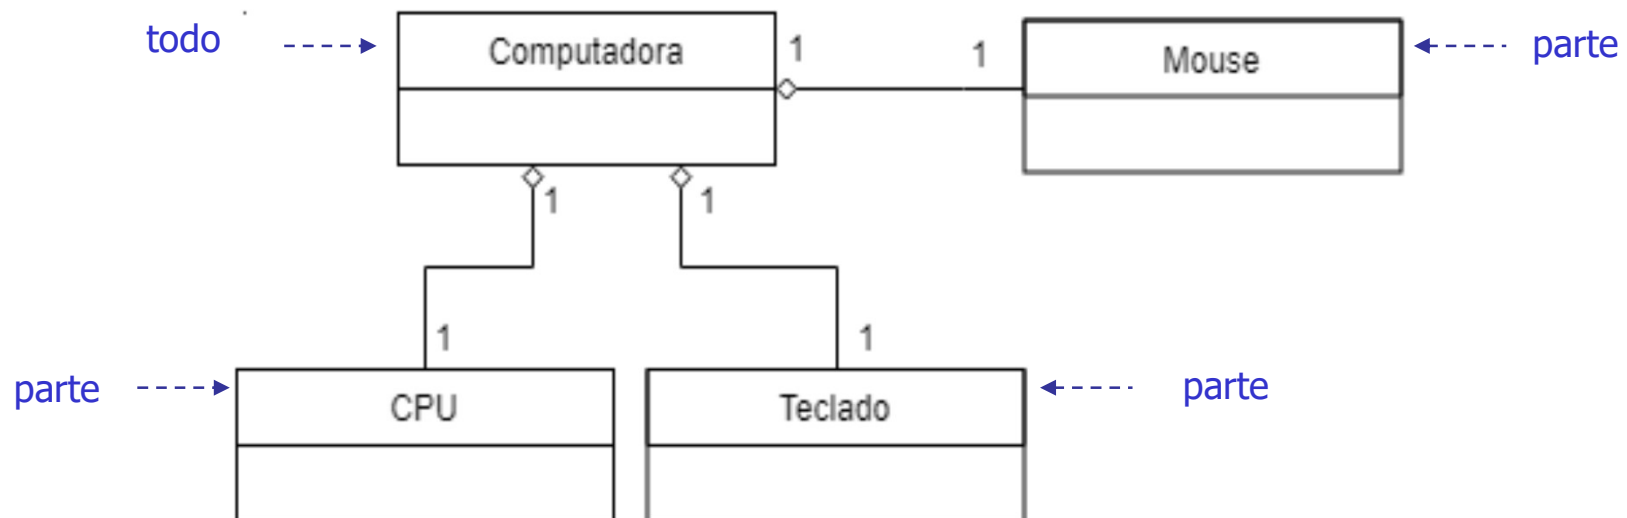 todo
Computadora
1
1
Mouse
parte
1
1
1
1
parte
CPU
Teclado
parte